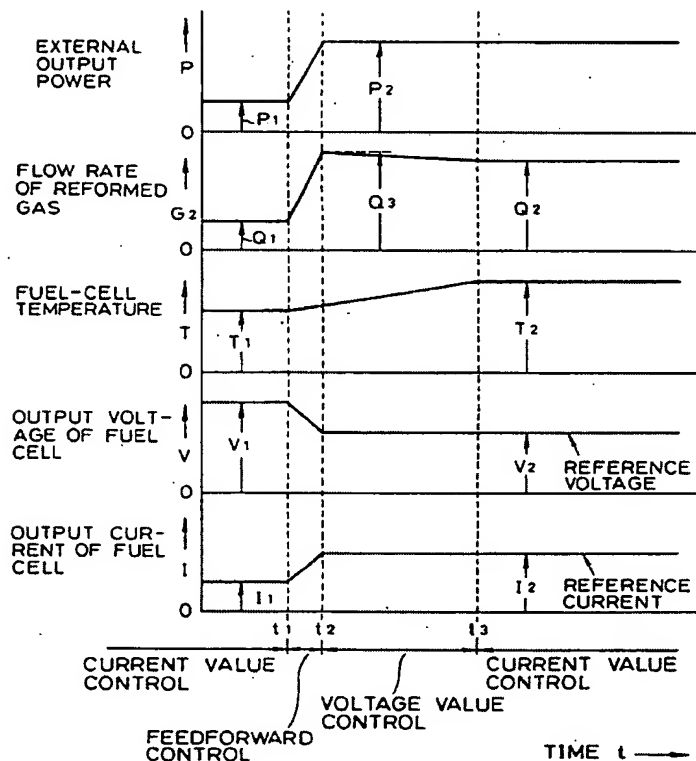 EXTERNAL
OUTPUT
POWER
P
P1
P2
0
FLOW RATE
OF REFORMED
GAS
G2
Q1
Q3
Q2
0
FUEL-CELL
TEMPERATURE
T
T1
T2
0
OUTPUT VOLT-
AGE OF FUEL
CELL
V
V1
V2
REFERENCE
VOLTAGE
0
OUTPUT CUR-
RENT OF FUEL
CELL
I
I1
I2
REFERENCE
CURRENT
0
t1 t2 t3
CURRENT VALUE
CONTROL
FEEDFORWARD
CONTROL
VOLTAGE VALUE
CONTROL
CURRENT VALUE
CONTROL
TIME t